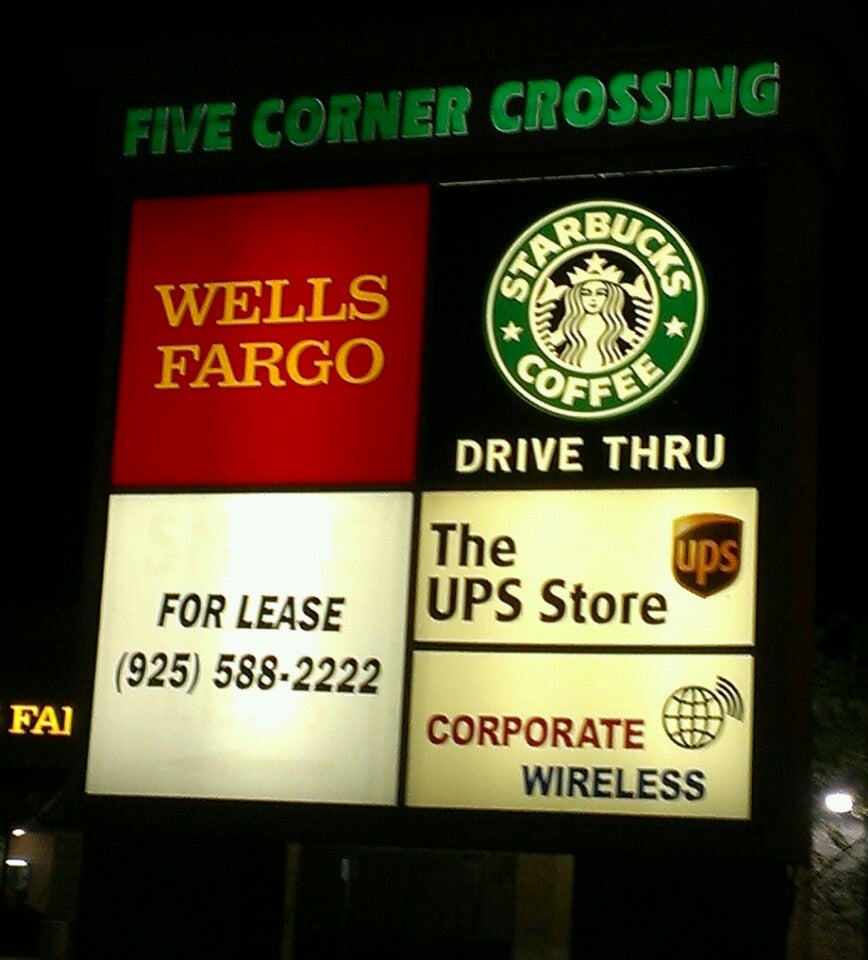 FIVE CORNER CROSSING
WELLS
FARGO
STARBUCKS
COFFEE
DRIVE THRU
FOR LEASE
(925) 588-2222
The
UPS Store
ups
CORPORATE
WIRELESS
FA